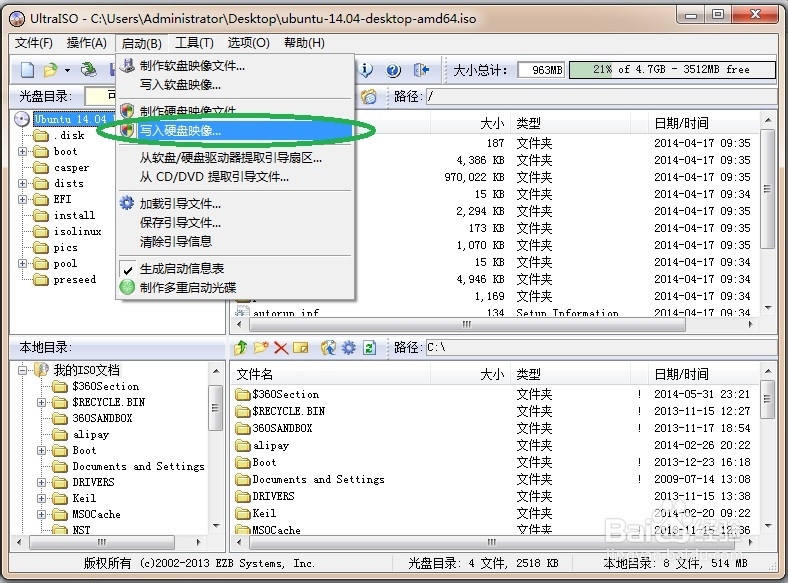 UltraISO - C:\Users\Administrator\Desktop\ubuntu-14.04-desktop-amd64.iso
文件(F) 操作(A) 启动(B) 工具(T) 选项(O) 帮助(H)
大小总计: 963MB 21% of 4.7GB - 3512MB free
光盘目录: 可 路径: /
制作软盘映像文件...
写入软盘映像...
制作硬盘映像文件...
写入硬盘映像...
从软盘/硬盘驱动器提取引导扇区...
从 CD/DVD 提取引导文件...
加载引导文件...
保存引导文件...
清除引导信息
生成启动信息表
制作多重启动光碟
Ubuntu 14.04
.disk
boot
casper
dists
EFI
install
isolinux
pics
pool
preseed
大小 类型 日期/时间
187 文件夹 2014-04-17 09:35
4,386 KB 文件夹 2014-04-17 09:35
970,022 KB 文件夹 2014-04-17 09:35
15 KB 文件夹 2014-04-17 09:34
2,294 KB 文件夹 2014-04-17 09:35
173 KB 文件夹 2014-04-17 09:35
1,070 KB 文件夹 2014-04-17 09:35
15 KB 文件夹 2014-04-17 09:34
4,946 KB 文件夹 2014-04-17 09:34
1,169 文件夹 2014-04-17 09:34
autorun.inf 134 Setup Information 2014-04-17 09:34
本地目录: 路径: C:\
我的ISO文档
$360Section
$RECYCLE.BIN
360SANDBOX
alipay
Boot
Documents and Settings
DRIVERS
Keil
MSOCache
NST
文件名 大小 类型 日期/时间
$360Section 文件夹 ! 2014-05-31 23:21
$RECYCLE.BIN 文件夹 ! 2013-11-15 12:27
360SANDBOX 文件夹 ! 2013-11-17 18:54
alipay 文件夹 2014-02-26 20:22
Boot 文件夹 ! 2013-12-23 16:18
Documents and Settings 文件夹 ! 2009-07-14 13:08
DRIVERS 文件夹 2013-11-15 13:38
Keil 文件夹 2014-02-20 09:22
MSOCache 文件夹 ! 2013-11-15 12:36
版权所有 (c)2002-2013 EZB Systems, Inc. 光盘目录: 4 文件, 2518 KB 本地目录: 8 文件, 514 MB
Baidu经验
jingyan.baidu.com